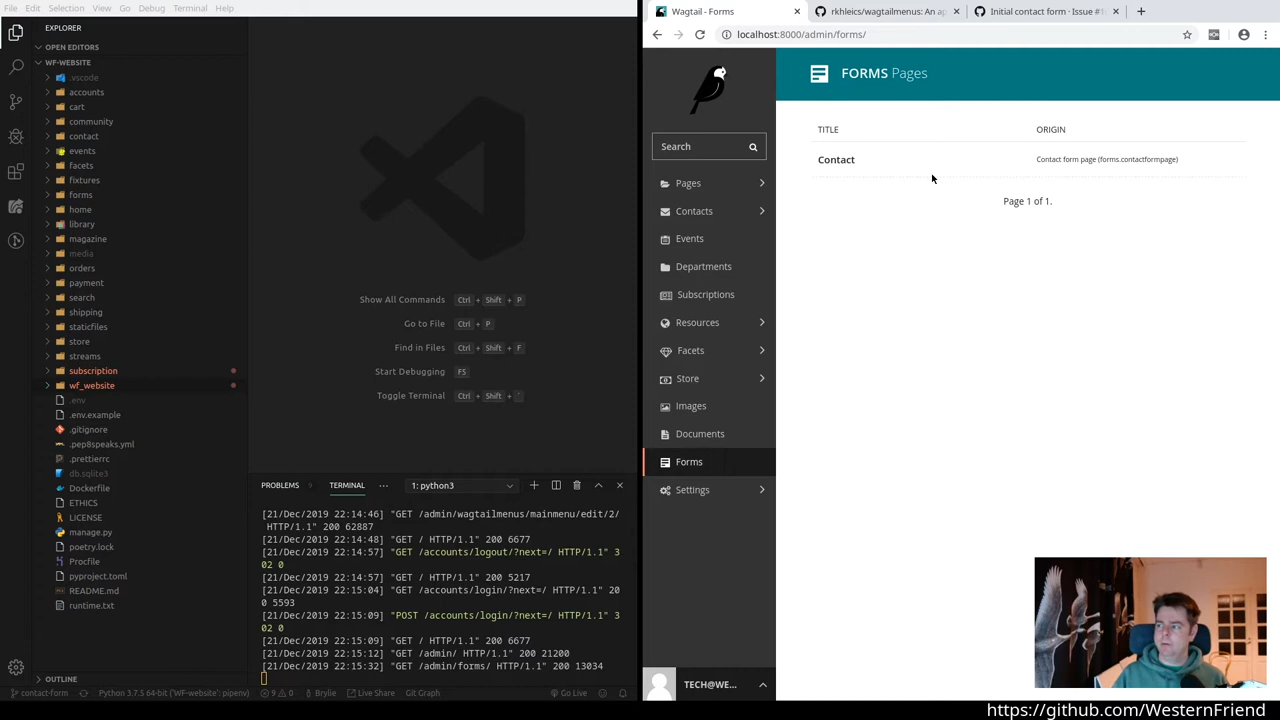 File Edit Selection View Go Debug Terminal Help
EXPLORER
OPEN EDITORS
WF-WEBSITE
.vscode
accounts
cart
community
contact
events
facets
fixtures
forms
home
library
magazine
media
orders
payment
search
shipping
staticfiles
store
streams
subscription
wf_website
.env
.env.example
.gitignore
.pep8speaks.yml
.prettierrc
db.sqlite3
Dockerfile
ETHICS
LICENSE
manage.py
poetry.lock
Procfile
pyproject.toml
README.md
runtime.txt
OUTLINE
Show All Commands Ctrl + Shift + P
Go to File Ctrl + P
Find in Files Ctrl + Shift + F
Start Debugging F5
Toggle Terminal Ctrl + Shift + `
PROBLEMS TERMINAL ··· 1: python3
[21/Dec/2019 22:14:46] "GET /admin/wagtailmenus/mainmenu/edit/2/
HTTP/1.1" 200 62887
[21/Dec/2019 22:14:48] "GET / HTTP/1.1" 200 6677
[21/Dec/2019 22:14:57] "GET /accounts/logout/?next=/ HTTP/1.1" 3
02 0
[21/Dec/2019 22:14:57] "GET / HTTP/1.1" 200 5217
[21/Dec/2019 22:15:04] "GET /accounts/login/?next=/ HTTP/1.1" 20
0 5593
[21/Dec/2019 22:15:09] "POST /accounts/login/?next=/ HTTP/1.1" 3
02 0
[21/Dec/2019 22:15:09] "GET / HTTP/1.1" 200 6677
[21/Dec/2019 22:15:12] "GET /admin/ HTTP/1.1" 200 21200
[21/Dec/2019 22:15:32] "GET /admin/forms/ HTTP/1.1" 200 13034
contact-form Python 3.7.5 64-bit ('WF-website': pipenv) 9 0 Brylie Live Share Git Graph Go Live
Wagtail - Forms rkhleics/wagtailmenus: An ap Initial contact form · Issue #1
localhost:8000/admin/forms/
Search
Pages
Contacts
Events
Departments
Subscriptions
Resources
Facets
Store
Images
Documents
Forms
Settings
TECH@WE...
FORMS Pages
TITLE ORIGIN
Contact Contact form page (forms.contactformpage)
Page 1 of 1.
https://github.com/WesternFriend